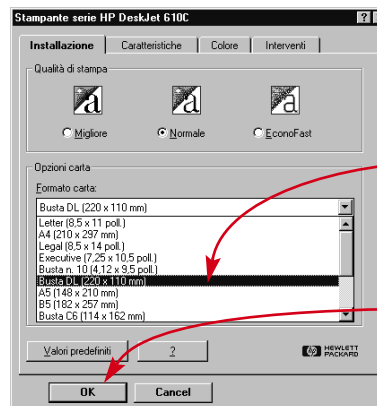 Stampante serie HP DeskJet 610C
?
Installazione Caratteristiche Colore Interventi
Qualità di stampa
a a a
Migliore Normale EconoFast
Opzioni carta
Formato carta:
Busta DL (220 x 110 mm)
Letter (8,5 x 11 poll.)
A4 (210 x 297 mm)
Legal (8,5 x 14 poll.)
Executive (7,25 x 10,5 poll.)
Busta n. 10 (4,12 x 9,5 poll.)
Busta DL (220 x 110 mm)
A5 (148 x 210 mm)
B5 (182 x 257 mm)
Busta C6 (114 x 162 mm)
Valori predefiniti ? hp HEWLETT
PACKARD
OK Cancel